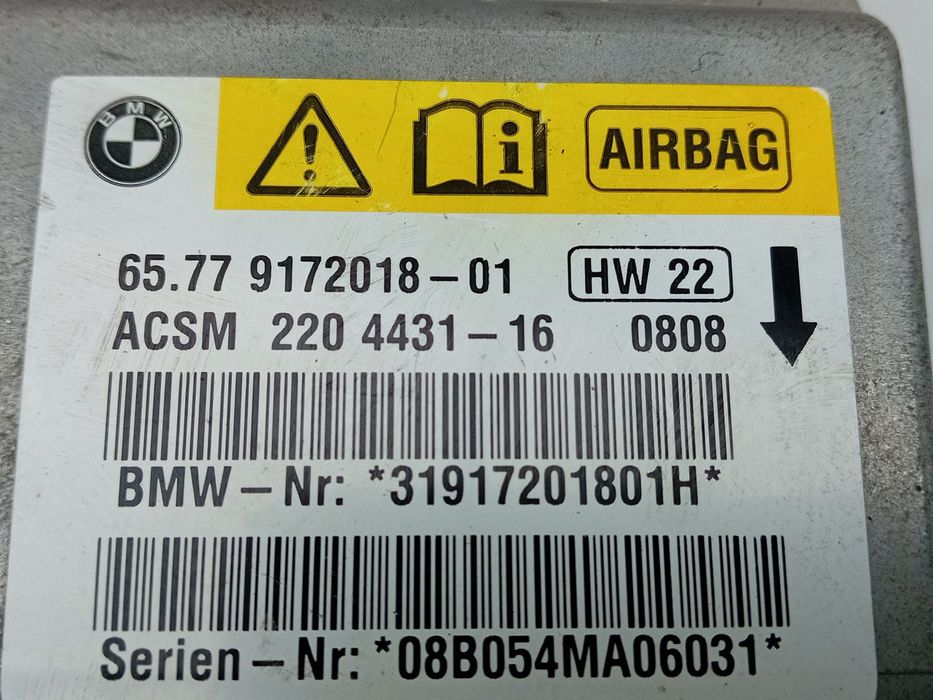 BMW
i AIRBAG
65.77 9172018-01 HW 22
ACSM 220 4431-16 0808
BMW-Nr: *31917201801H*
Serien-Nr: *08B054MA06031*